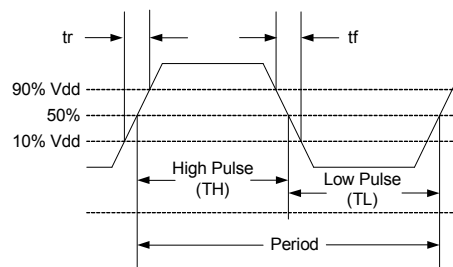 tr
tf
90% Vdd
50%
10% Vdd
High Pulse
(TH)
Low Pulse
(TL)
Period